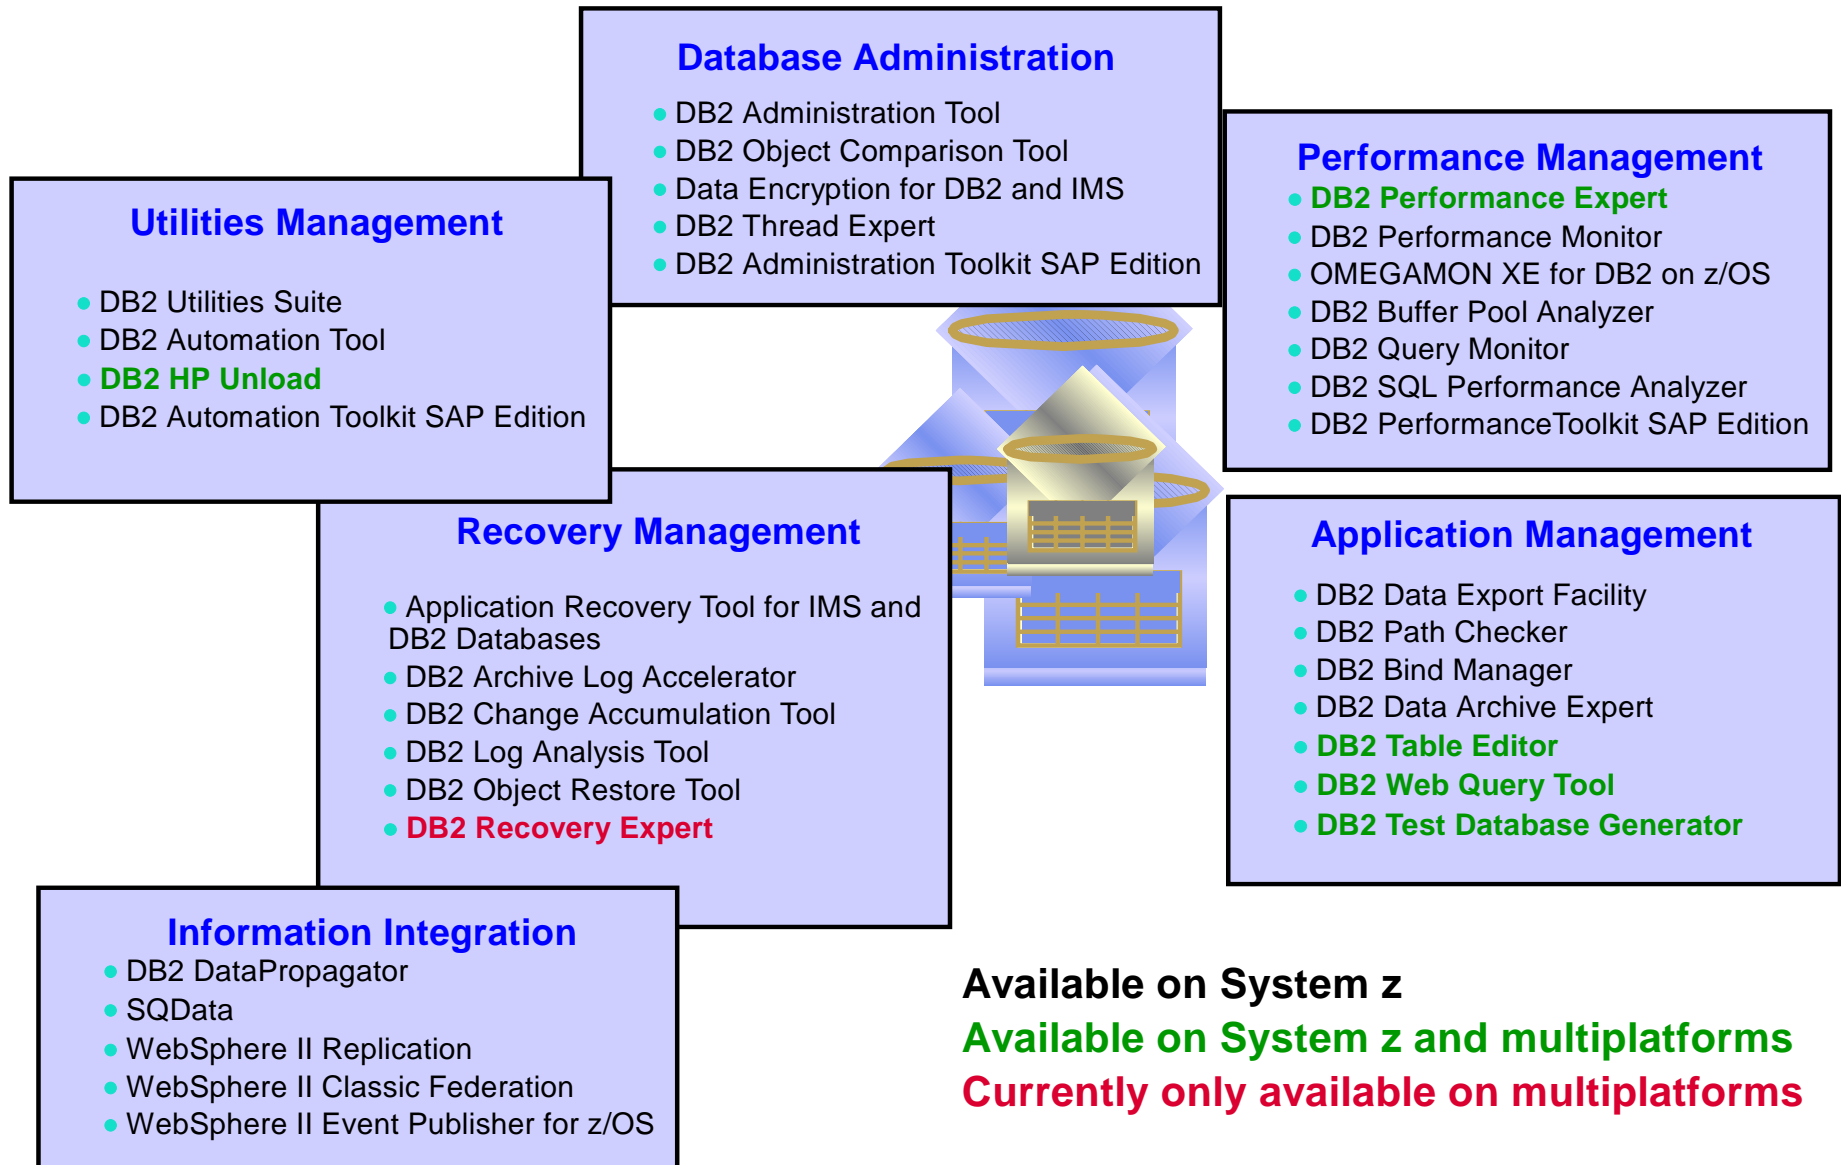 Database Administration
DB2 Administration Tool
DB2 Object Comparison Tool
Data Encryption for DB2 and IMS
DB2 Thread Expert
DB2 Administration Toolkit SAP Edition
Performance Management
DB2 Performance Expert
DB2 Performance Monitor
OMEGAMON XE for DB2 on z/OS
DB2 Buffer Pool Analyzer
DB2 Query Monitor
DB2 SQL Performance Analyzer
DB2 PerformanceToolkit SAP Edition
Utilities Management
DB2 Utilities Suite
DB2 Automation Tool
DB2 HP Unload
DB2 Automation Toolkit SAP Edition
Recovery Management
Application Recovery Tool for IMS and
DB2 Databases
DB2 Archive Log Accelerator
DB2 Change Accumulation Tool
DB2 Log Analysis Tool
DB2 Object Restore Tool
DB2 Recovery Expert
Application Management
DB2 Data Export Facility
DB2 Path Checker
DB2 Bind Manager
DB2 Data Archive Expert
DB2 Table Editor
DB2 Web Query Tool
DB2 Test Database Generator
Information Integration
DB2 DataPropagator
SQData
WebSphere II Replication
WebSphere II Classic Federation
WebSphere II Event Publisher for z/OS
Available on System z
Available on System z and multiplatforms
Currently only available on multiplatforms